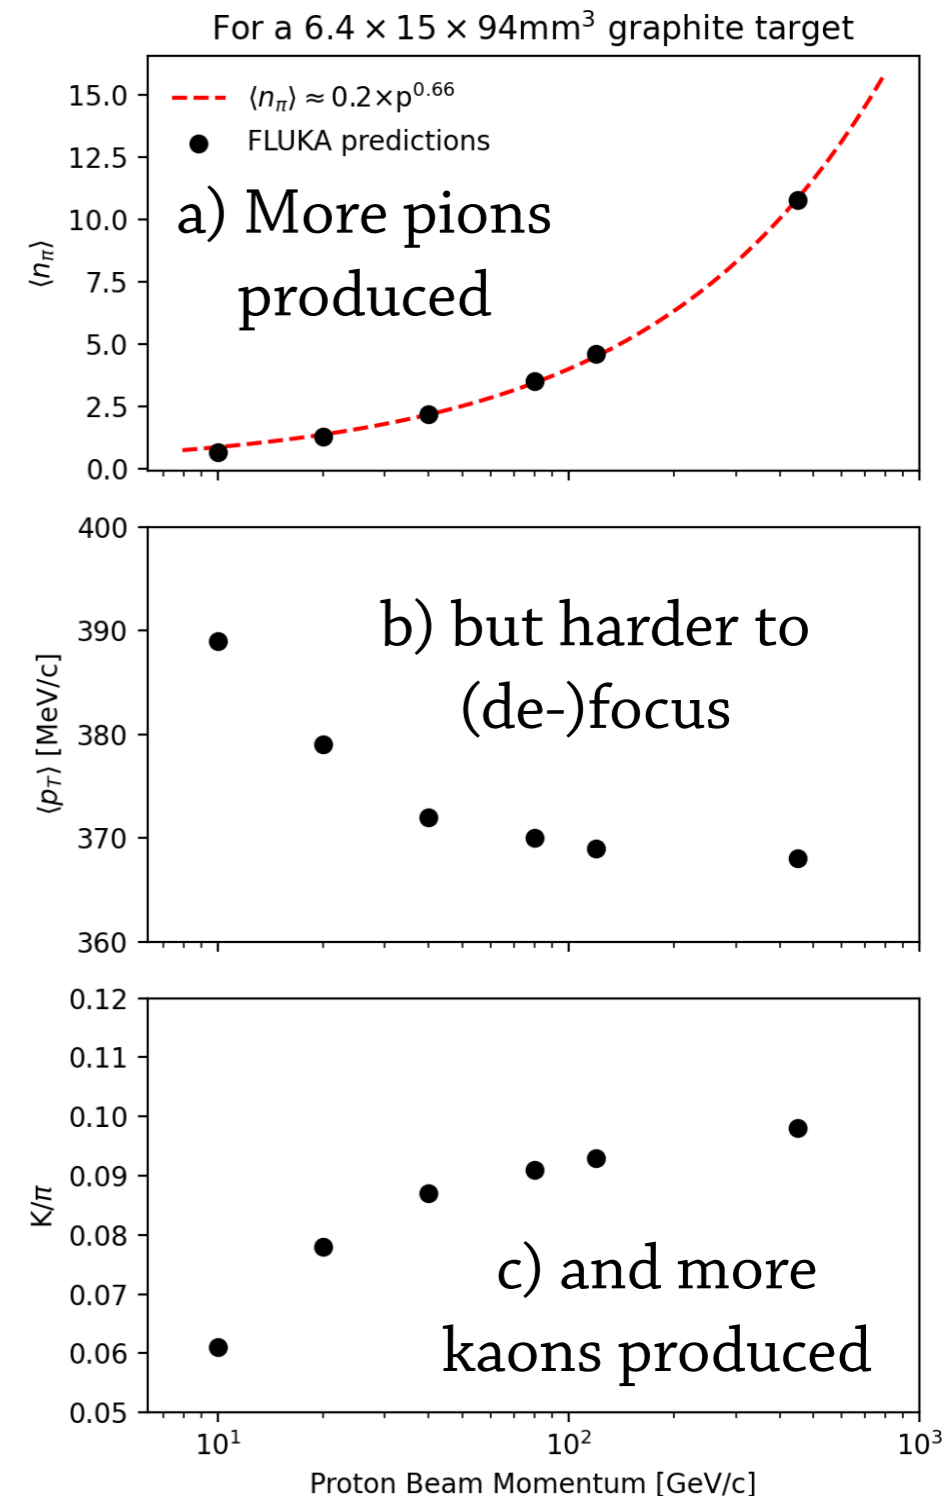 For a 6.4 × 15 × 94mm³ graphite target
⟨nπ⟩ ≈ 0.2×p^0.66
FLUKA predictions
a) More pions
produced
15.0
12.5
10.0
7.5
5.0
2.5
0.0
⟨nπ⟩
400
390
380
370
360
⟨pT⟩ [MeV/c]
b) but harder to
(de-)focus
0.12
0.11
0.10
0.09
0.08
0.07
0.06
0.05
K/π
c) and more
kaons produced
10¹ 10² 10³
Proton Beam Momentum [GeV/c]